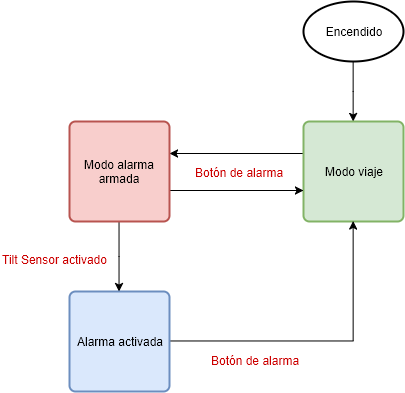 Encendido
Modo alarma
armada
Botón de alarma
Modo viaje
Tilt Sensor activado
Alarma activada
Botón de alarma